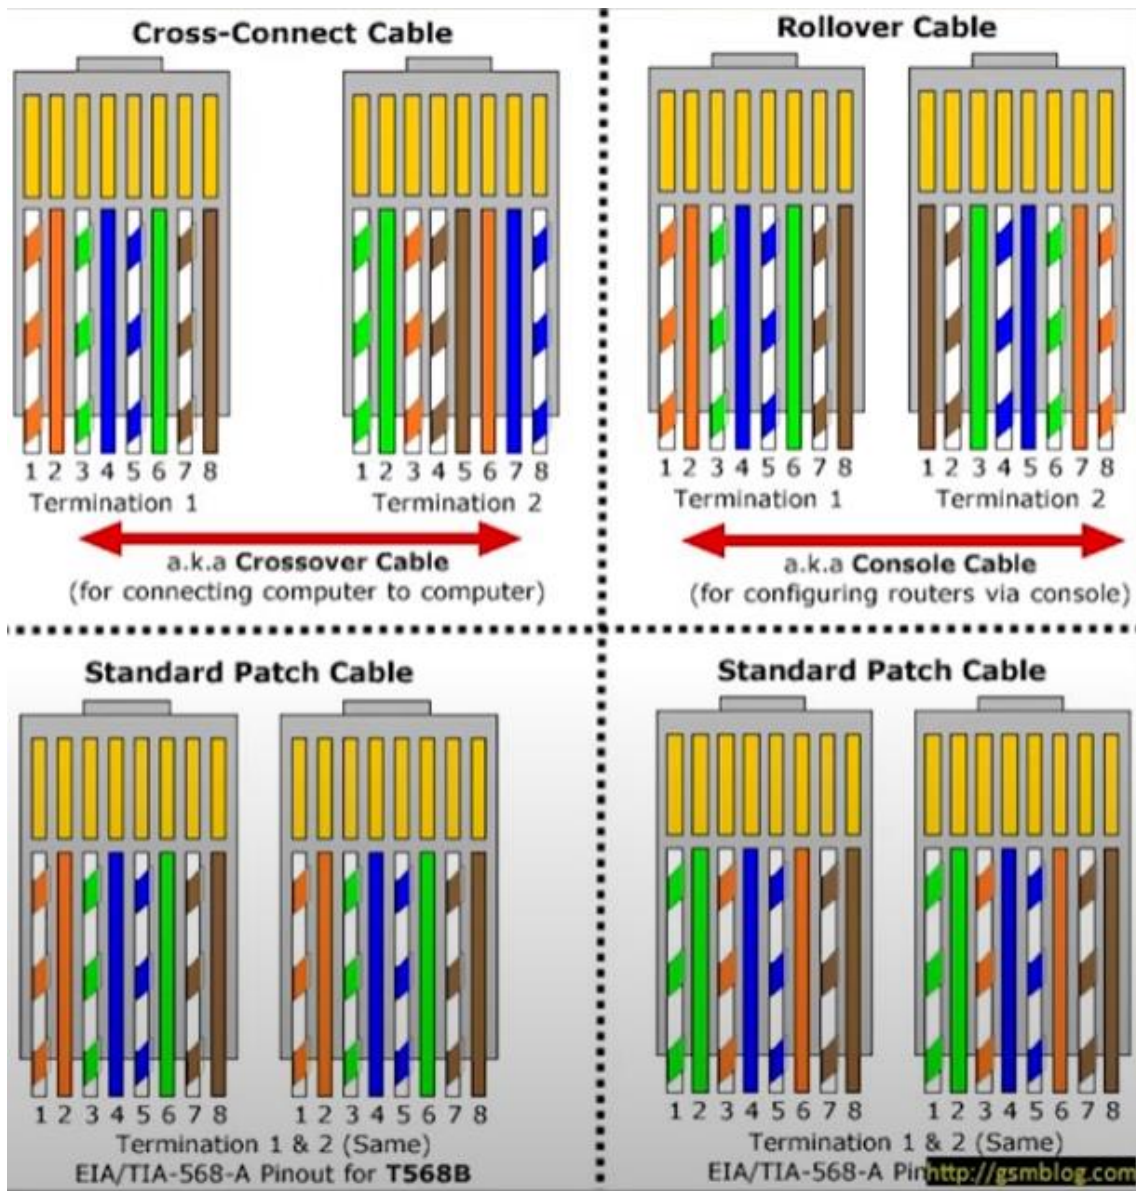 Cross-Connect Cable
1 2 3 4 5 6 7 8
Termination 1
1 2 3 4 5 6 7 8
Termination 2
a.k.a Crossover Cable
(for connecting computer to computer)
Rollover Cable
1 2 3 4 5 6 7 8
Termination 1
1 2 3 4 5 6 7 8
Termination 2
a.k.a Console Cable
(for configuring routers via console)
Standard Patch Cable
1 2 3 4 5 6 7 8
1 2 3 4 5 6 7 8
Termination 1 & 2 (Same)
EIA/TIA-568-A Pinout for T568B
Standard Patch Cable
1 2 3 4 5 6 7 8
1 2 3 4 5 6 7 8
Termination 1 & 2 (Same)
EIA/TIA-568-A Pin
http://gsmblog.com